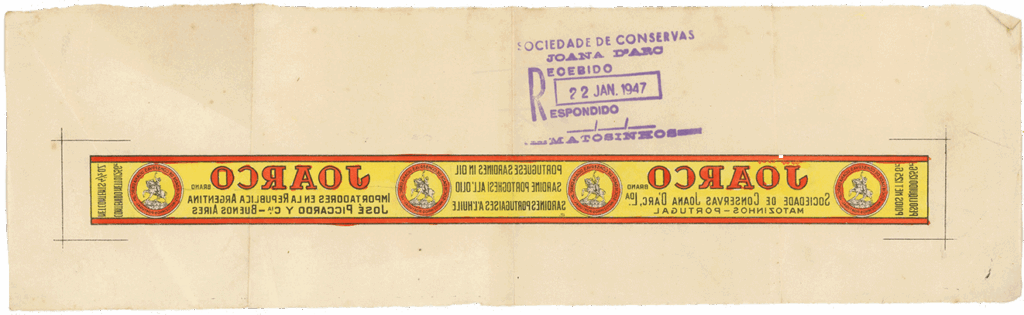 SOCIEDADE DE CONSERVAS
JOANA D'ARC
RECEBIDO
22 JAN. 1947
RESPONDIDO
MATOSINHOS
JOARCO
BRAND
SOCIEDADE DE CONSERVAS JOANA D'ARC, LDA
MATOZINHOS-PORTUGAL
PORTUGUESE SARDINES IN OIL
SARDINE PORTOGHESI ALL'OLIO
SARDINES PORTUGAISES A L'HUILE
JOARCO
BRAND
IMPORTADORES EN LA REPUBLICA ARGENTINA
JOSÉ PICCARDO Y CIA.-BUENOS AIRES